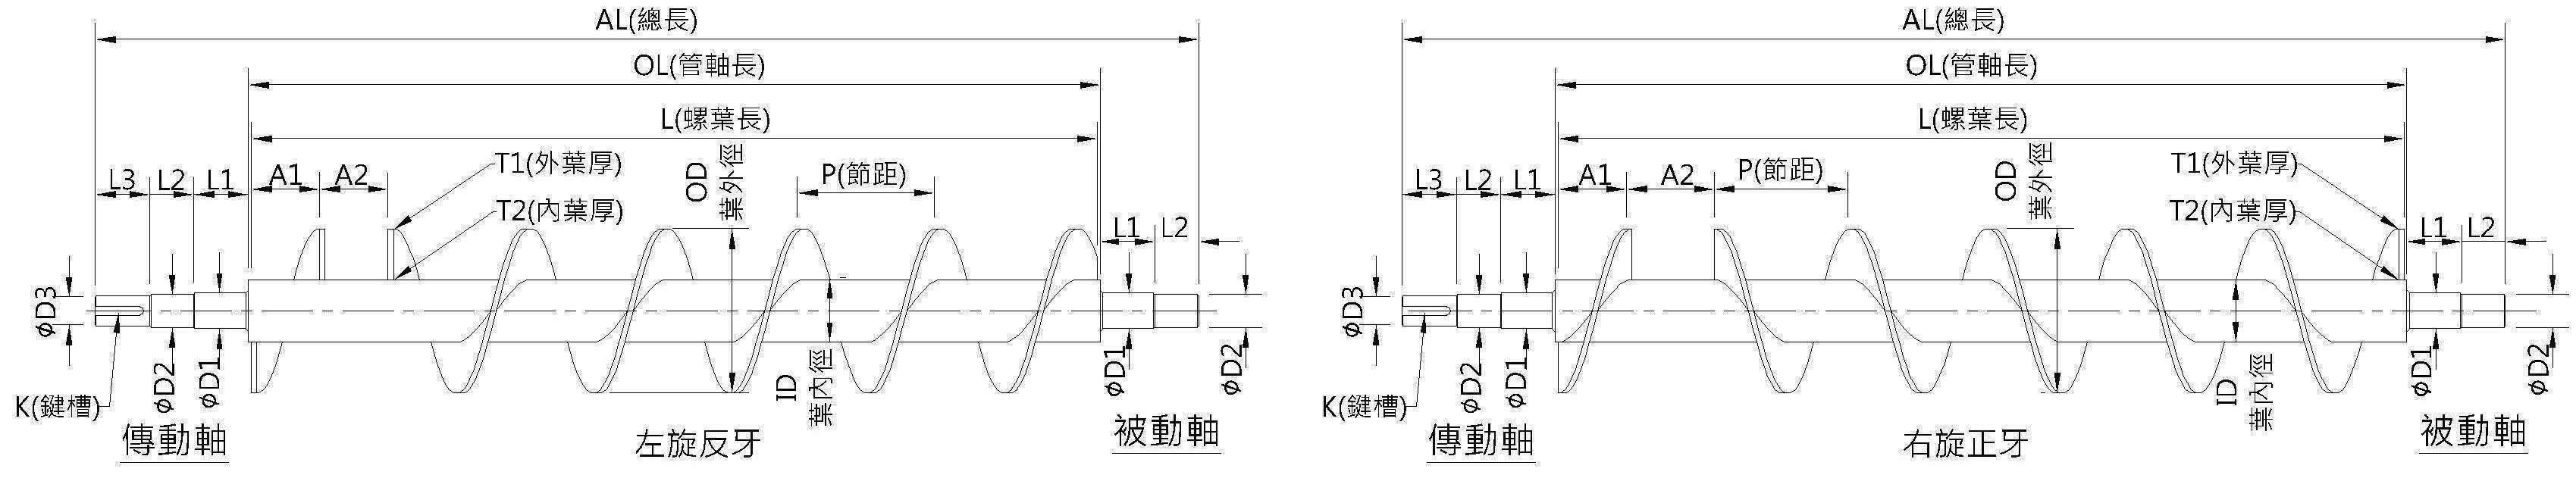 AL(總長)
OL(管軸長)
L(螺葉長)
L3 L2 L1 A1 A2
T1(外葉厚)
T2(內葉厚)
OD
葉外徑
P(節距)
L1 L2
φD3
φD2
φD1
K(鍵槽)
傳動軸
左旋反牙
ID
葉內徑
φD1
φD2
被動軸
AL(總長)
OL(管軸長)
L(螺葉長)
L3 L2 L1 A1 A2
P(節距)
OD
葉外徑
T1(外葉厚)
T2(內葉厚)
L1 L2
φD3
φD2
φD1
K(鍵槽)
傳動軸
右旋正牙
ID
葉內徑
φD1
φD2
被動軸